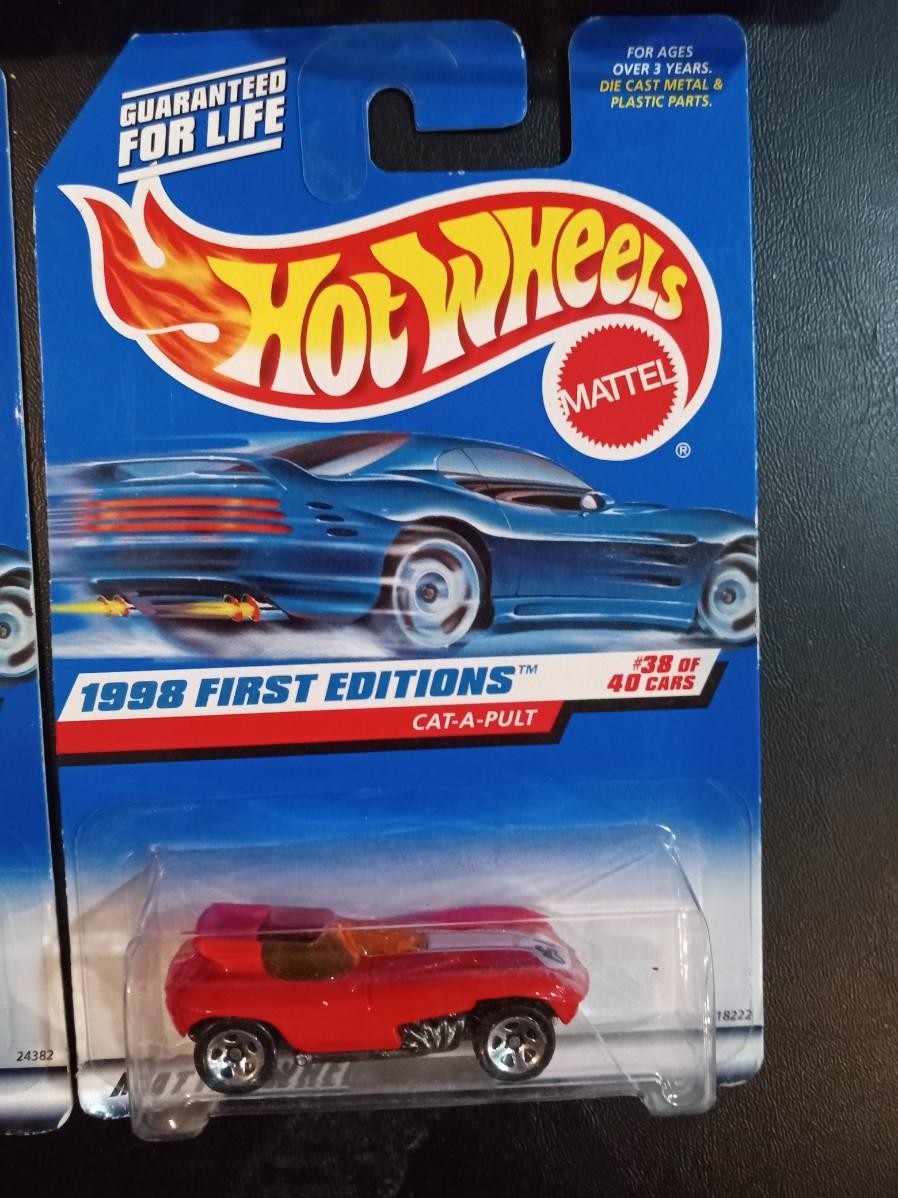 GUARANTEED
FOR LIFE
FOR AGES
OVER 3 YEARS.
DIE CAST METAL &
PLASTIC PARTS.
HOT WHEELS
MATTEL
®
1998 FIRST EDITIONS™
#38 OF
40 CARS
CAT-A-PULT
18222
24382